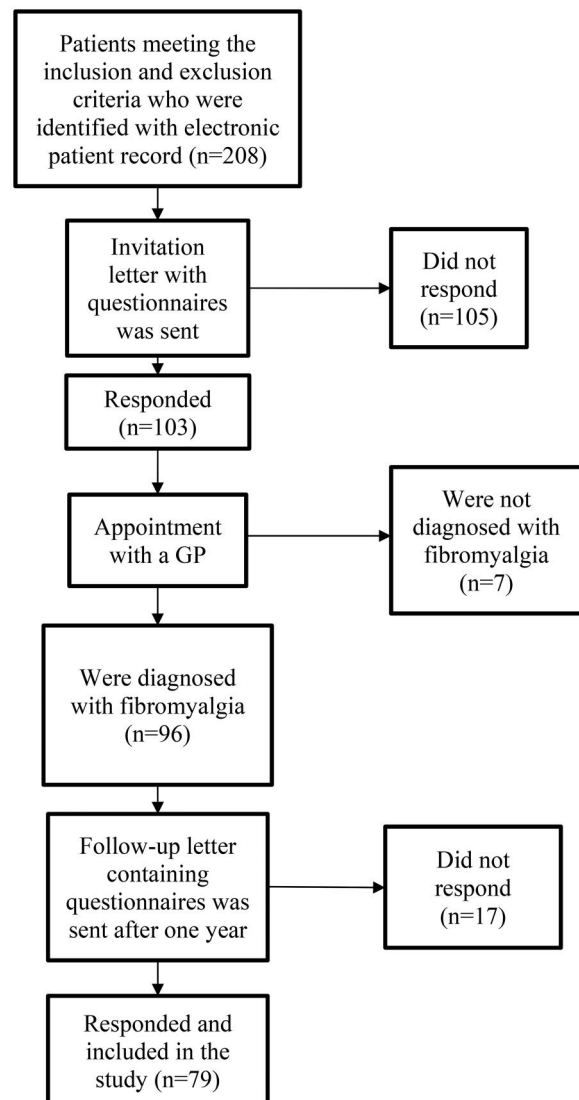 Patients meeting the
inclusion and exclusion
criteria who were
identified with electronic
patient record (n=208)
Invitation
letter with
questionnaires
was sent
Did not
respond
(n=105)
Responded
(n=103)
Appointment
with a GP
Were not
diagnosed with
fibromyalgia
(n=7)
Were diagnosed
with fibromyalgia
(n=96)
Follow-up letter
containing
questionnaires was
sent after one year
Did not
respond
(n=17)
Responded and
included in the
study (n=79)